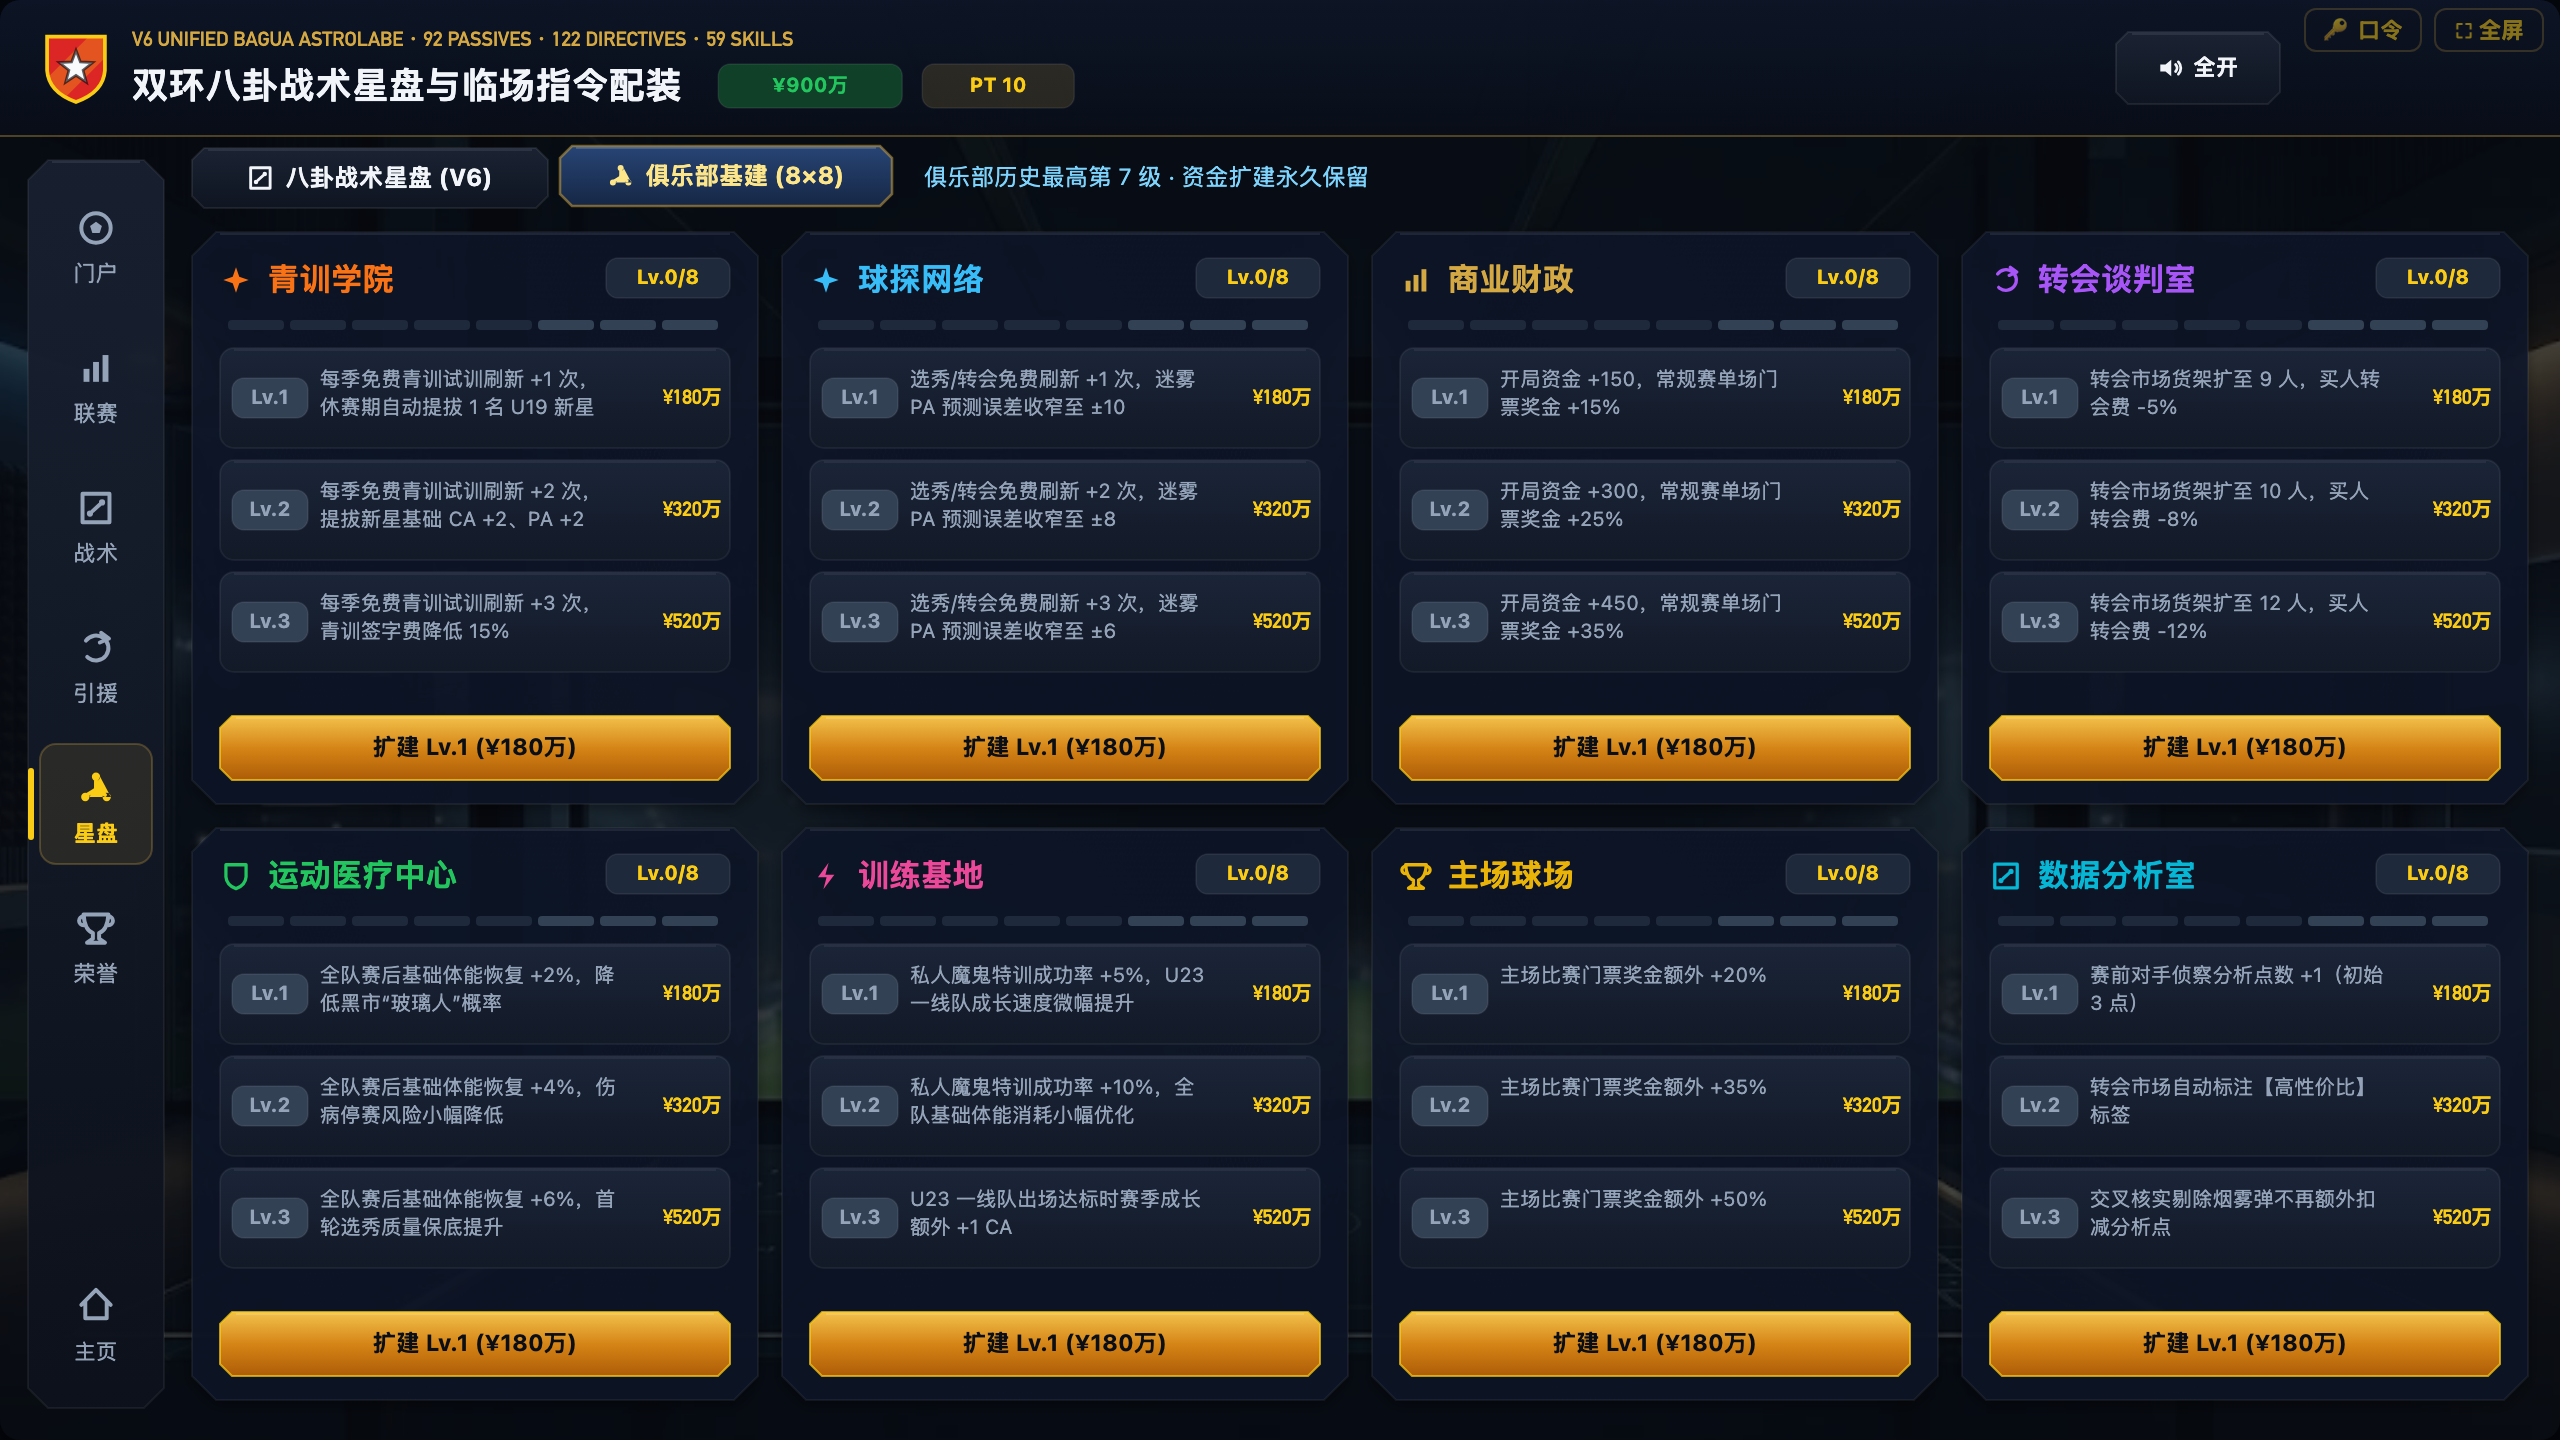 V6 UNIFIED BAGUA ASTROLABE · 92 PASSIVES · 122 DIRECTIVES · 59 SKILLS
双环八卦战术星盘与临场指令配装
¥900万
PT 10
全开
口令
全屏
八卦战术星盘 (V6)
俱乐部基建 (8×8)
俱乐部历史最高第 7 级 · 资金扩建永久保留
门户
联赛
战术
引援
星盘
荣誉
主页
青训学院
Lv.0/8
Lv.1
每季免费青训试训刷新 +1 次，
休赛期自动提拔 1 名 U19 新星
¥180万
Lv.2
每季免费青训试训刷新 +2 次，
提拔新星基础 CA +2、PA +2
¥320万
Lv.3
每季免费青训试训刷新 +3 次，
青训签字费降低 15%
¥520万
扩建 Lv.1 (¥180万)
球探网络
Lv.0/8
Lv.1
选秀/转会免费刷新 +1 次，迷雾
PA 预测误差收窄至 ±10
¥180万
Lv.2
选秀/转会免费刷新 +2 次，迷雾
PA 预测误差收窄至 ±8
¥320万
Lv.3
选秀/转会免费刷新 +3 次，迷雾
PA 预测误差收窄至 ±6
¥520万
扩建 Lv.1 (¥180万)
商业财政
Lv.0/8
Lv.1
开局资金 +150，常规赛单场门
票奖金 +15%
¥180万
Lv.2
开局资金 +300，常规赛单场门
票奖金 +25%
¥320万
Lv.3
开局资金 +450，常规赛单场门
票奖金 +35%
¥520万
扩建 Lv.1 (¥180万)
转会谈判室
Lv.0/8
Lv.1
转会市场货架扩至 9 人，买人转
会费 -5%
¥180万
Lv.2
转会市场货架扩至 10 人，买人
转会费 -8%
¥320万
Lv.3
转会市场货架扩至 12 人，买人
转会费 -12%
¥520万
扩建 Lv.1 (¥180万)
运动医疗中心
Lv.0/8
Lv.1
全队赛后基础体能恢复 +2%，降
低黑市“玻璃人”概率
¥180万
Lv.2
全队赛后基础体能恢复 +4%，伤
病停赛风险小幅降低
¥320万
Lv.3
全队赛后基础体能恢复 +6%，首
轮选秀质量保底提升
¥520万
扩建 Lv.1 (¥180万)
训练基地
Lv.0/8
Lv.1
私人魔鬼特训成功率 +5%，U23
一线队成长速度微幅提升
¥180万
Lv.2
私人魔鬼特训成功率 +10%，全
队基础体能消耗小幅优化
¥320万
Lv.3
U23 一线队出场达标时赛季成长
额外 +1 CA
¥520万
扩建 Lv.1 (¥180万)
主场球场
Lv.0/8
Lv.1
主场比赛门票奖金额外 +20%
¥180万
Lv.2
主场比赛门票奖金额外 +35%
¥320万
Lv.3
主场比赛门票奖金额外 +50%
¥520万
扩建 Lv.1 (¥180万)
数据分析室
Lv.0/8
Lv.1
赛前对手侦察分析点数 +1（初始
3 点）
¥180万
Lv.2
转会市场自动标注【高性价比】
标签
¥320万
Lv.3
交叉核实剔除烟雾弹不再额外扣
减分析点
¥520万
扩建 Lv.1 (¥180万)